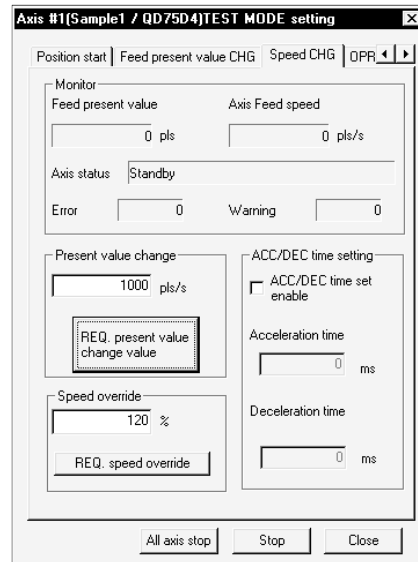 Axis #1(Sample1 / QD75D4)TEST MODE setting
Position start Feed present value CHG Speed CHG OPR
Monitor
Feed present value Axis Feed speed
0 pls 0 pls/s
Axis status Standby
Error 0 Warning 0
Present value change
1000 pls/s
REQ. present value
change value
Speed override
120 %
REQ. speed override
ACC/DEC time setting
ACC/DEC time set
enable
Acceleration time
0 ms
Deceleration time
0 ms
All axis stop Stop Close